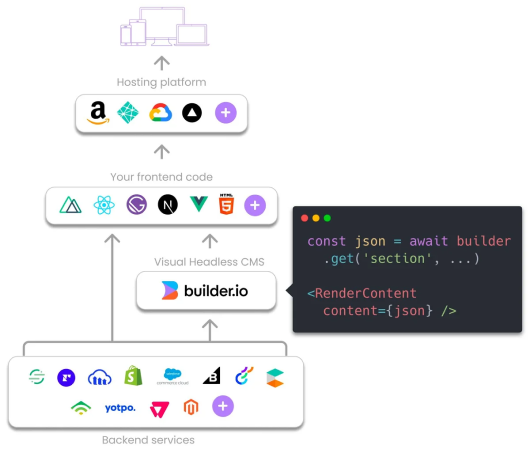 Hosting platform
a
Your frontend code
N
HTML
5
Visual Headless CMS
builder.io
const json = await builder
.get('section', ...)
<RenderContent
content={json} />
salesforce
commerce cloud
B
yotpo.
Backend services